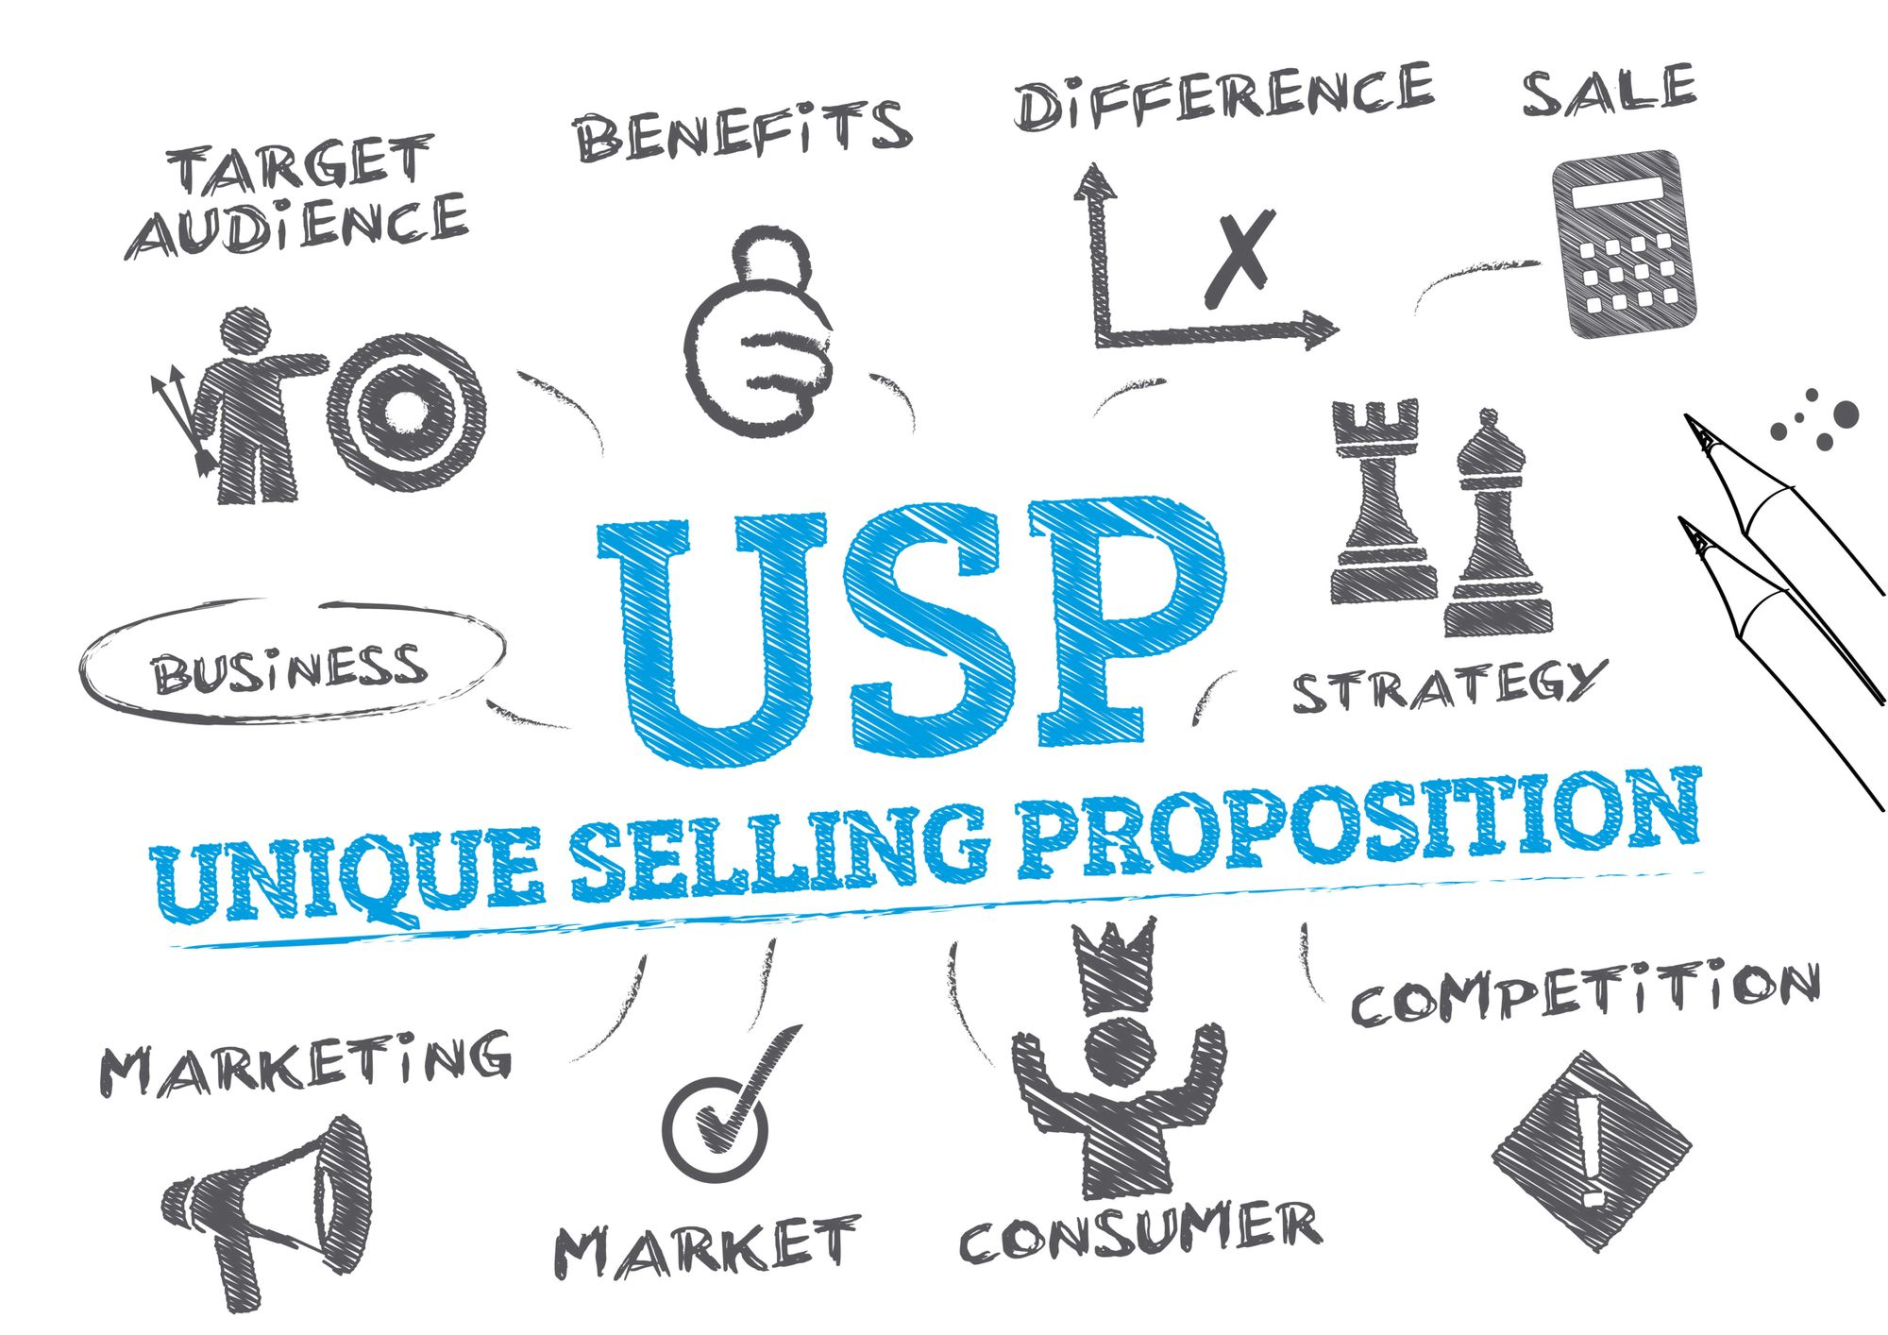 TARGET
AUDIENCE
BENEFITS
DIFFERENCE
SALE
X
BUSINESS
USP
STRATEGY
UNIQUE SELLING PROPOSITION
MARKETING
MARKET
CONSUMER
COMPETITION
!